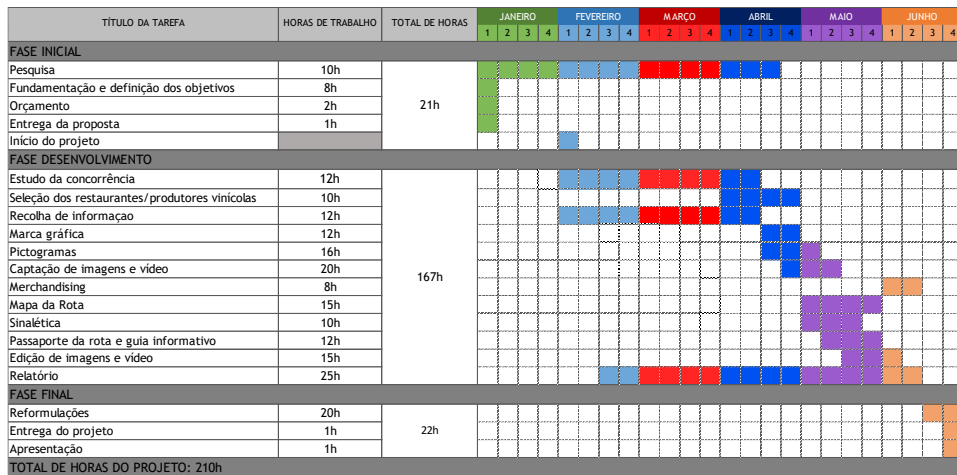 TÍTULO DA TAREFA HORAS DE TRABALHO TOTAL DE HORAS JANEIRO FEVEREIRO MARÇO ABRIL MAIO JUNHO
1 2 3 4 1 2 3 4 1 2 3 4 1 2 3 4 1 2 3 4 1 2 3 4
FASE INICIAL
Pesquisa 10h
Fundamentação e definição dos objetivos 8h
Orçamento 2h 21h
Entrega da proposta 1h
Início do projeto
FASE DESENVOLVIMENTO
Estudo da concorrência 12h
Seleção dos restaurantes/produtores vinícolas 10h
Recolha de informaçao 12h
Marca gráfica 12h
Pictogramas 16h
Captação de imagens e vídeo 20h 167h
Merchandising 8h
Mapa da Rota 15h
Sinalética 10h
Passaporte da rota e guia informativo 12h
Edição de imagens e vídeo 15h
Relatório 25h
FASE FINAL
Reformulações 20h
Entrega do projeto 1h 22h
Apresentação 1h
TOTAL DE HORAS DO PROJETO: 210h